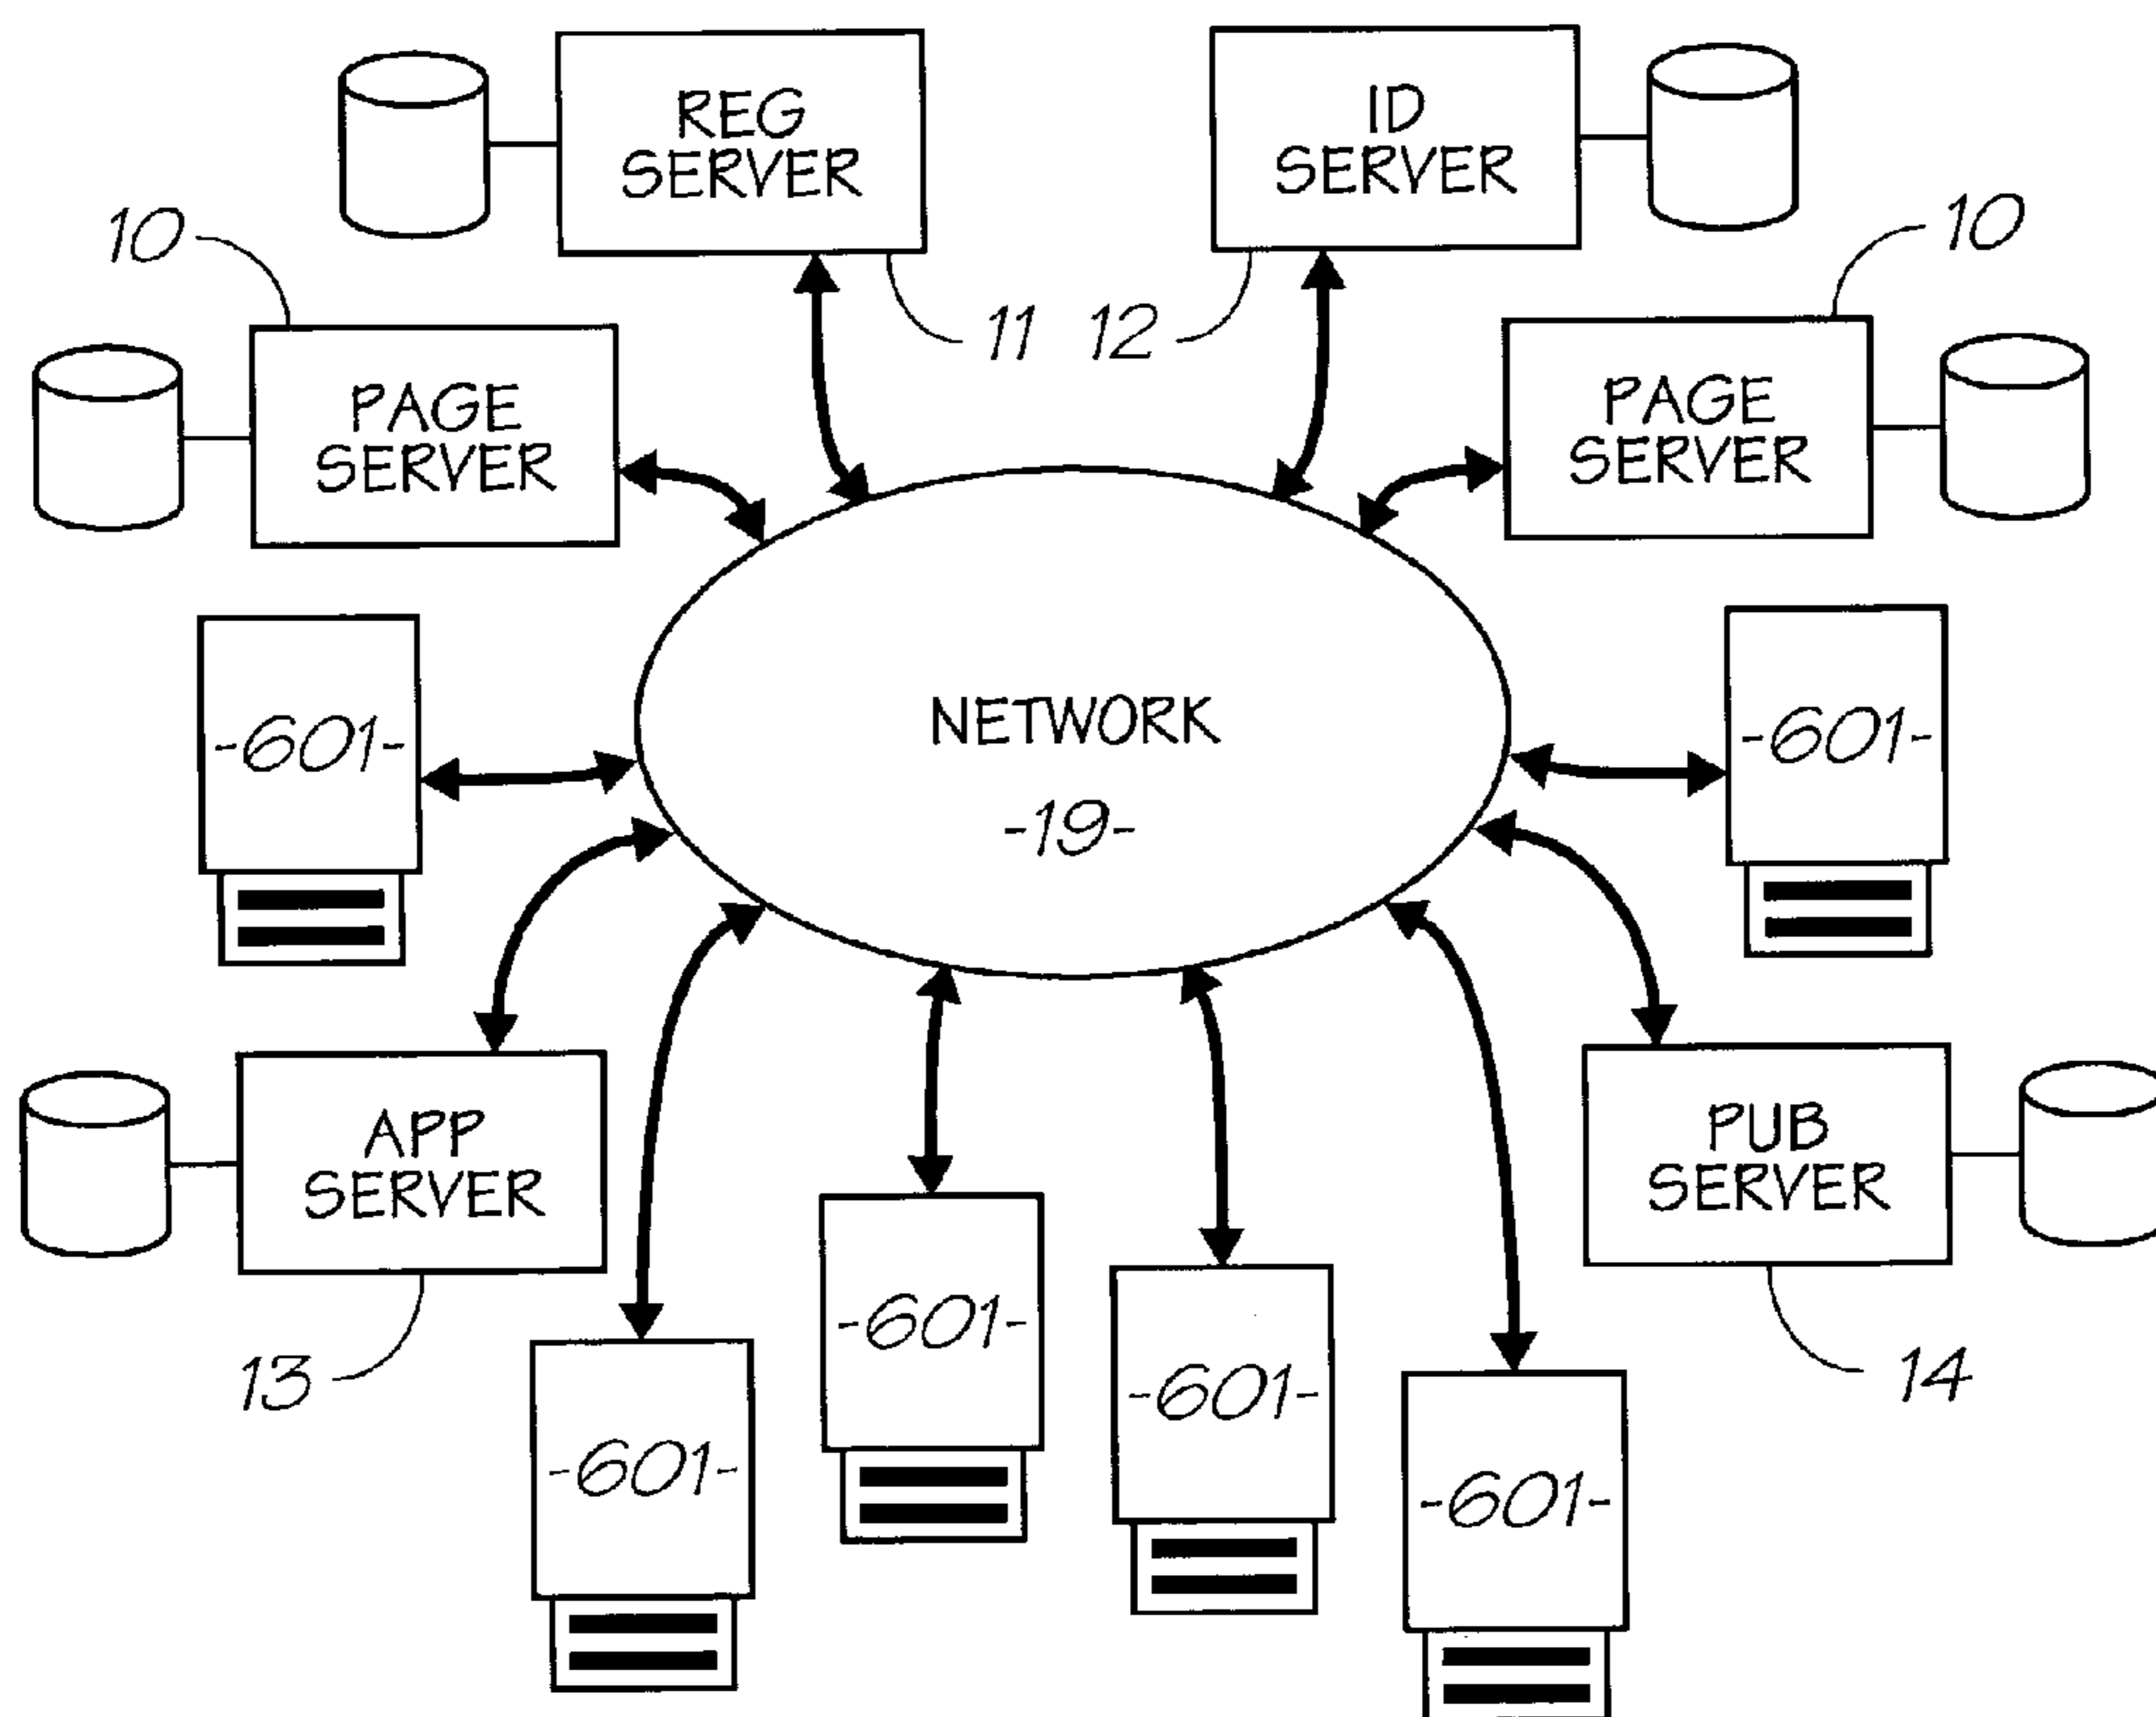 REG
SERVER
ID
SERVER
10
10
11
12
PAGE
SERVER
PAGE
SERVER
-601-
NETWORK
-19-
-601-
APP
SERVER
PUB
SERVER
-601-
-601-
13
14
-601-
-601-